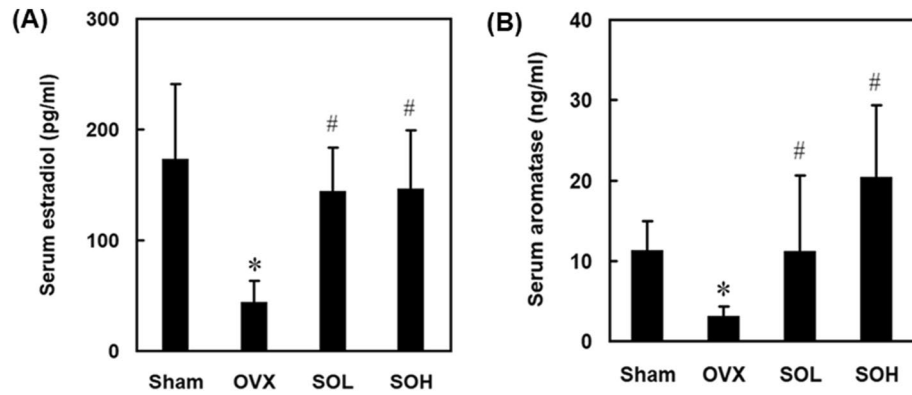 (A)
Serum estradiol (pg/ml)
300
200
100
0
*
#
#
Sham OVX SOL SOH
(B)
Serum aromatase (ng/ml)
40
30
20
10
0
*
#
#
Sham OVX SOL SOH